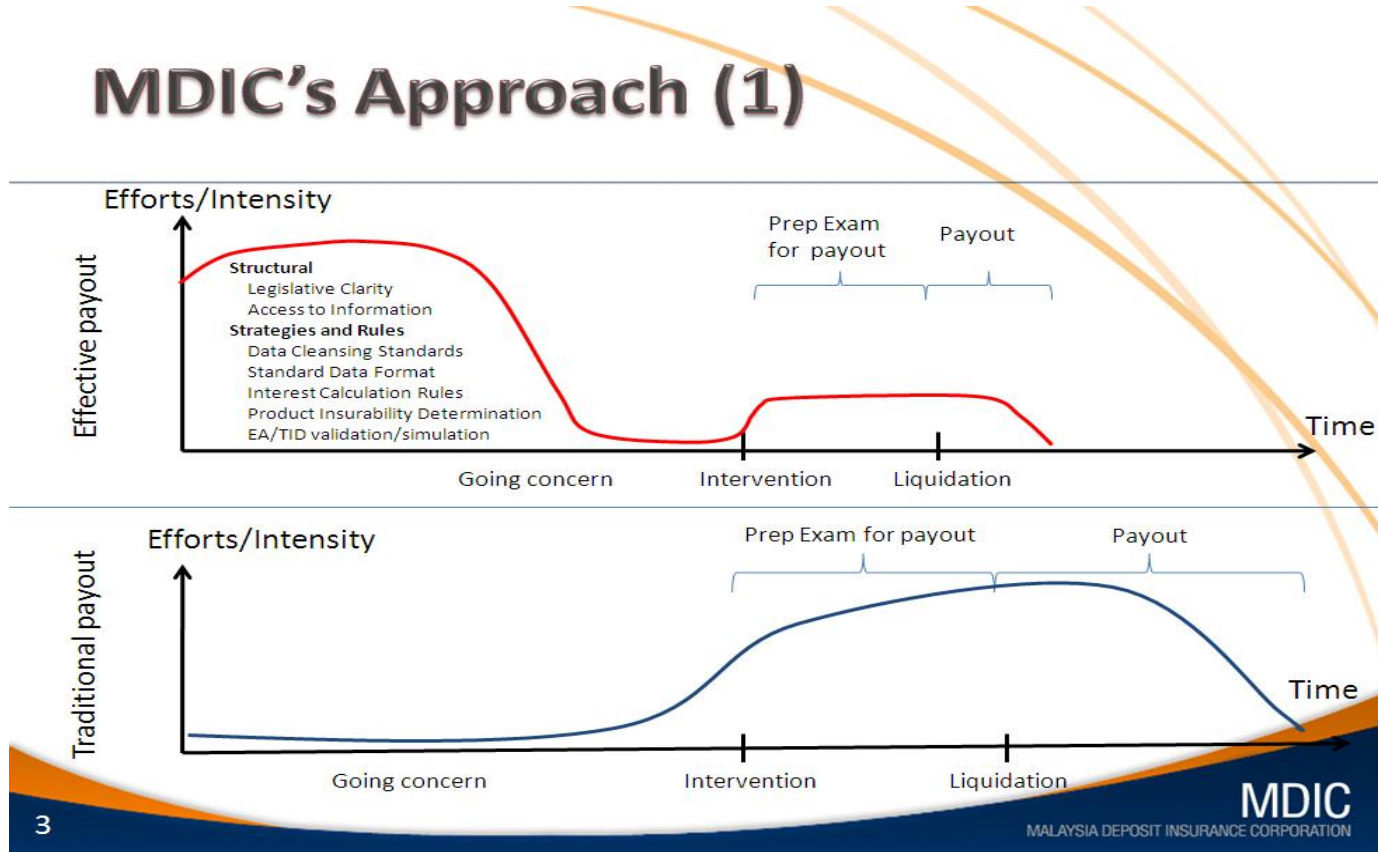 MDIC's Approach (1)
Efforts/Intensity
Effective payout
Structural
Legislative Clarity
Access to Information
Strategies and Rules
Data Cleansing Standards
Standard Data Format
Interest Calculation Rules
Product Insurability Determination
EA/TID validation/simulation
Prep Exam
for payout
Payout
Time
Going concern
Intervention
Liquidation
Efforts/Intensity
Traditional payout
Prep Exam for payout
Payout
Time
Going concern
Intervention
Liquidation
3
MDIC
MALAYSIA DEPOSIT INSURANCE CORPORATION